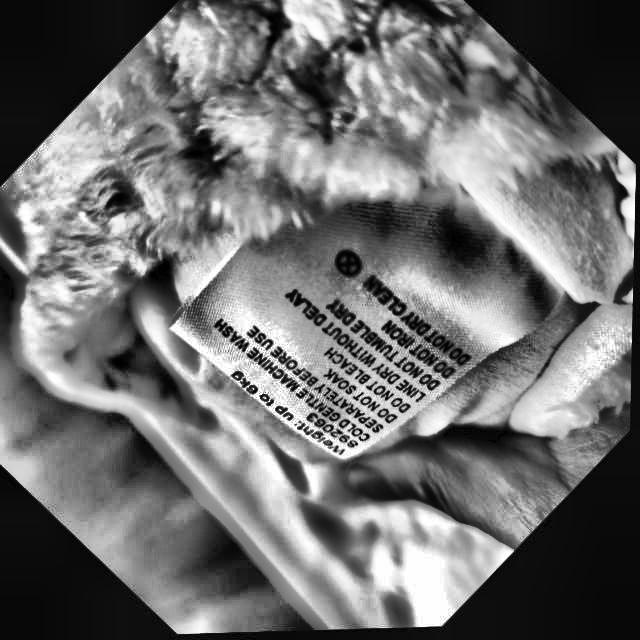 Weight: up to 6kg
892063
COLD GENTLE MACHINE WASH
SEPARATELY BEFORE USE
DO NOT SOAK
DO NOT BLEACH
LINE DRY WITHOUT DELAY
DO NOT TUMBLE DRY
DO NOT IRON
DO NOT DRY CLEAN